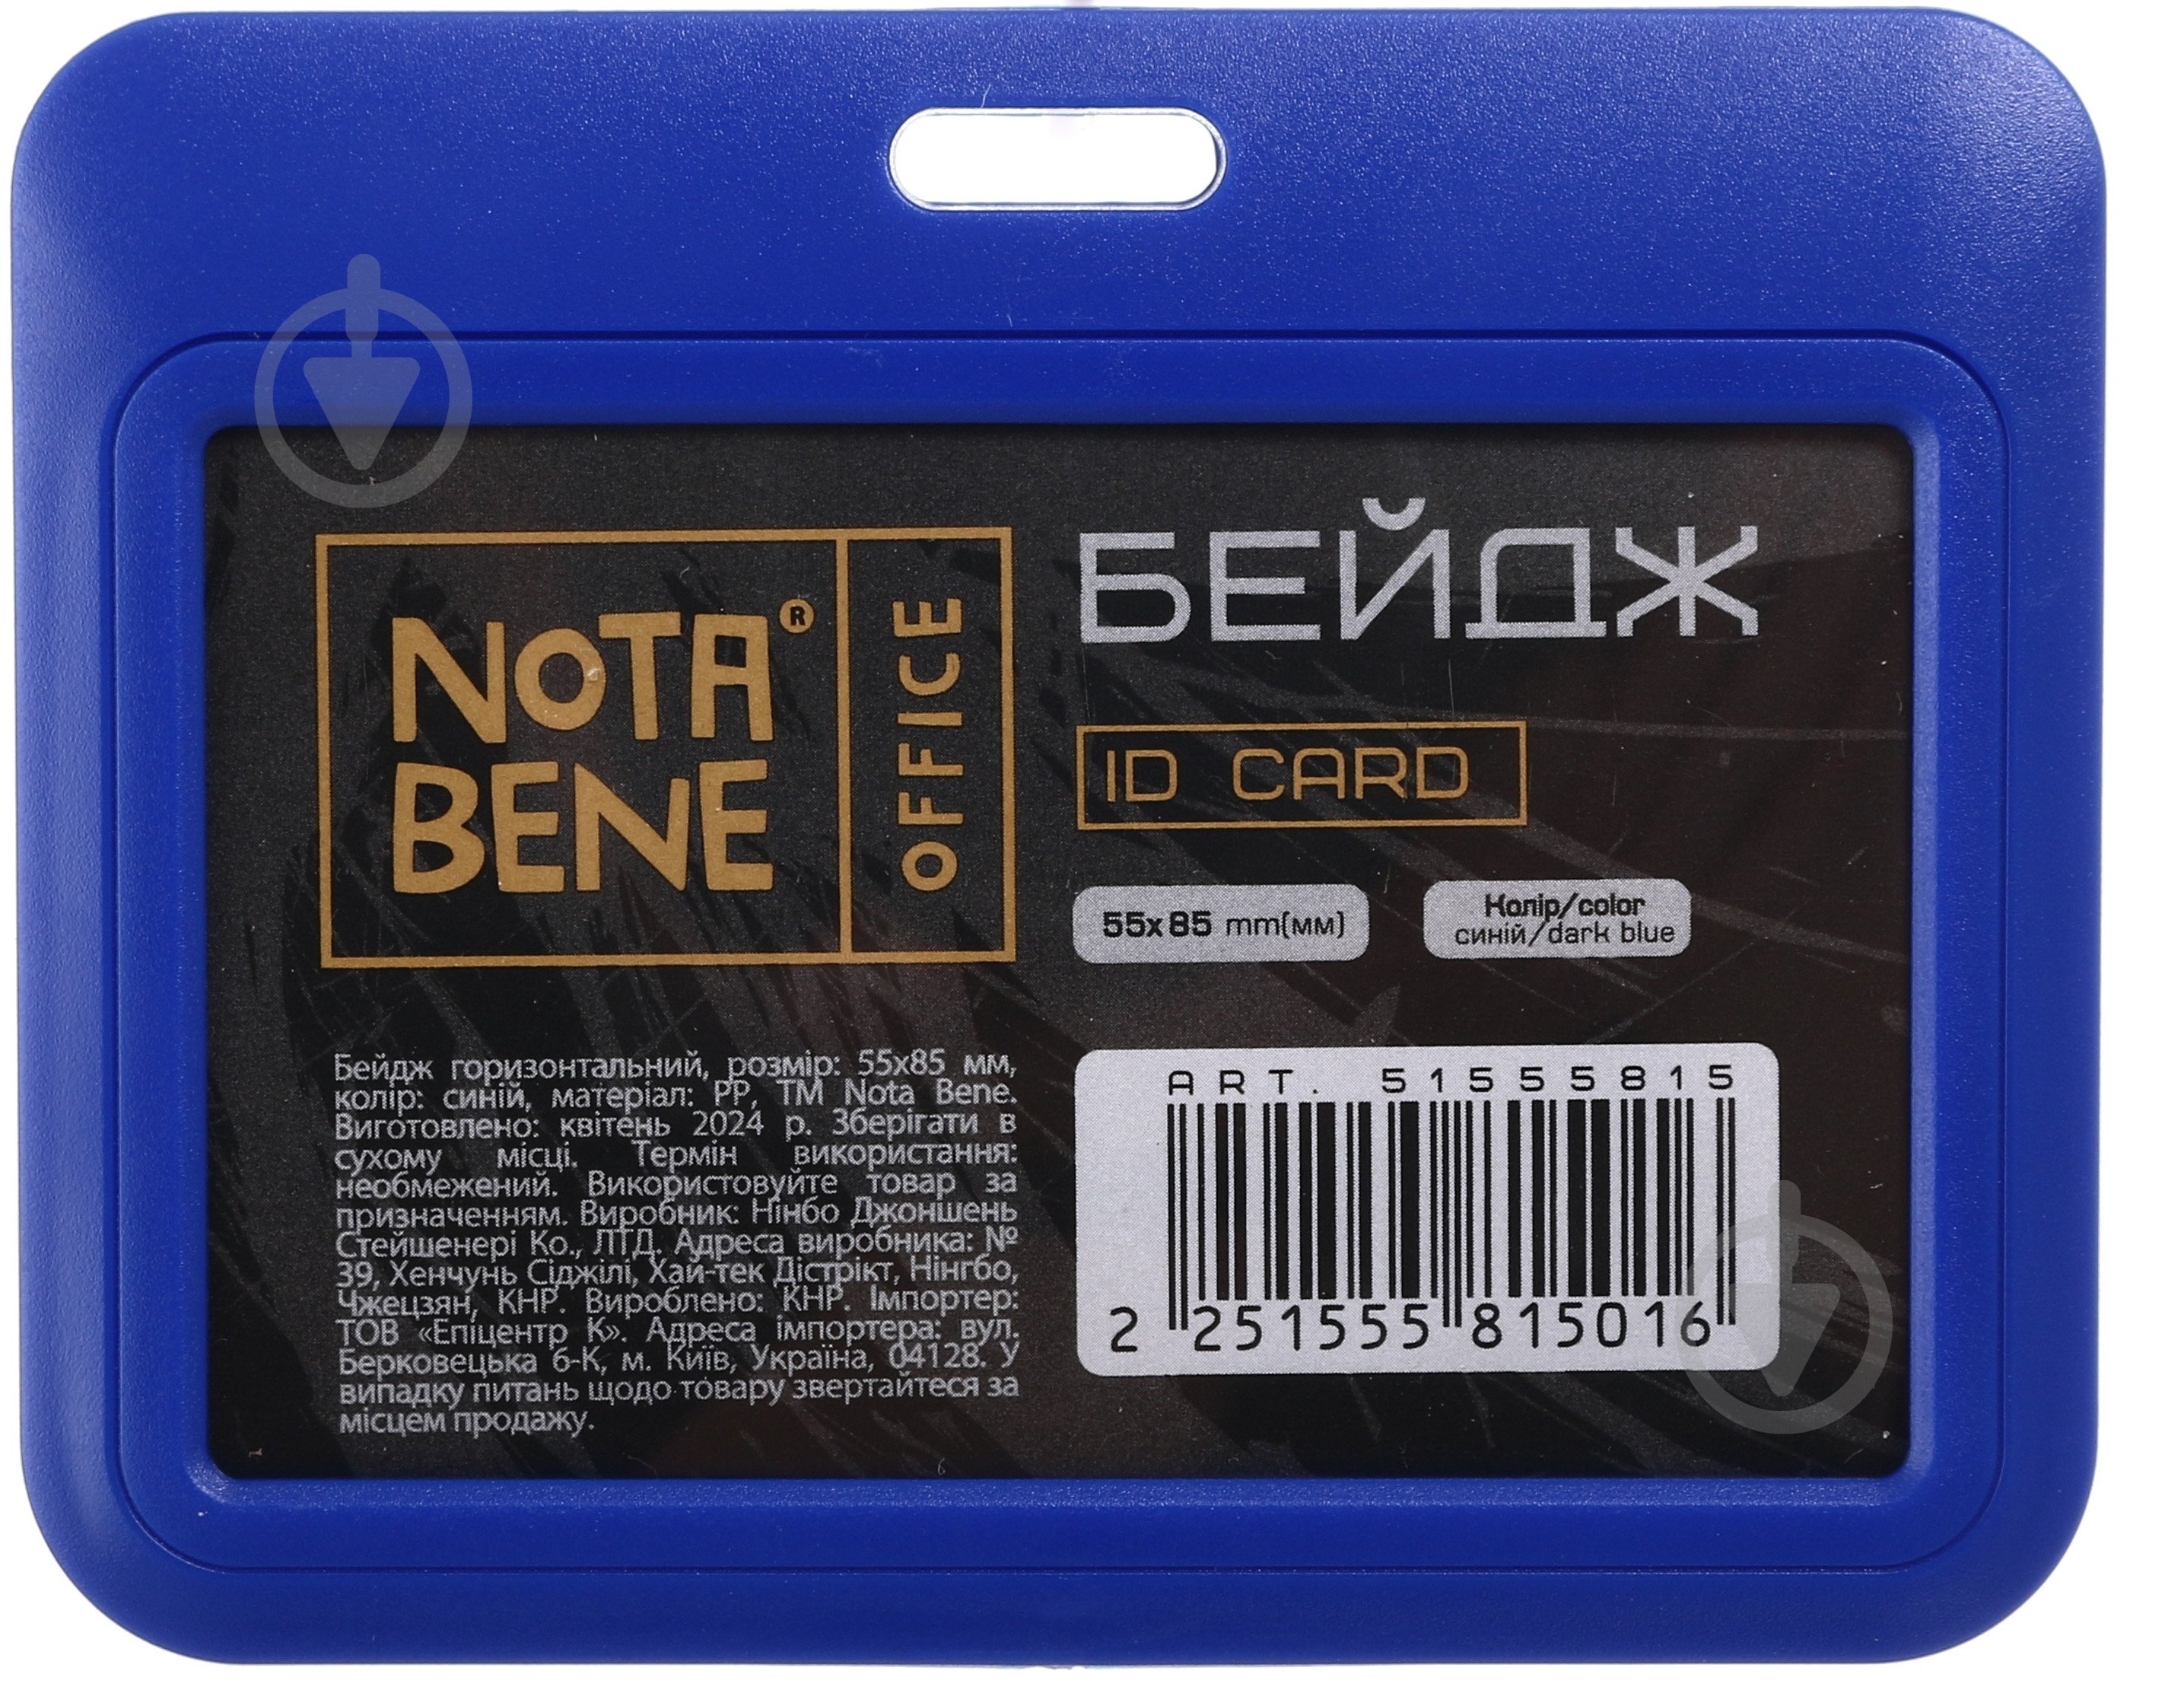 NOTA®
BENE
OFFICE
БЕЙДЖ
ID CARD
55x85 mm(мм)
Колір/color
синій/dark blue
Бейдж горизонтальний, розмір: 55х85 мм,
колір: синій, матеріал: РР, ТМ Nota Bene.
Виготовлено: квітень 2024 р. Зберігати в
сухому місці. Термін використання:
необмежений. Використовуйте товар за
призначенням. Виробник: Нінбо Джоншень
Стейшенері Ко., ЛТД. Адреса виробника: №
39, Хенчунь Сіджілі, Хай-тек Дістрікт, Нінгбо,
Чжецзян, КНР. Вироблено: КНР. Імпортер:
ТОВ «Епіцентр К». Адреса імпортера: вул.
Берковецька 6-К, м. Київ, Україна, 04128. У
випадку питань щодо товару звертайтеся за
місцем продажу.
ART. 51555815
2 251555 815016